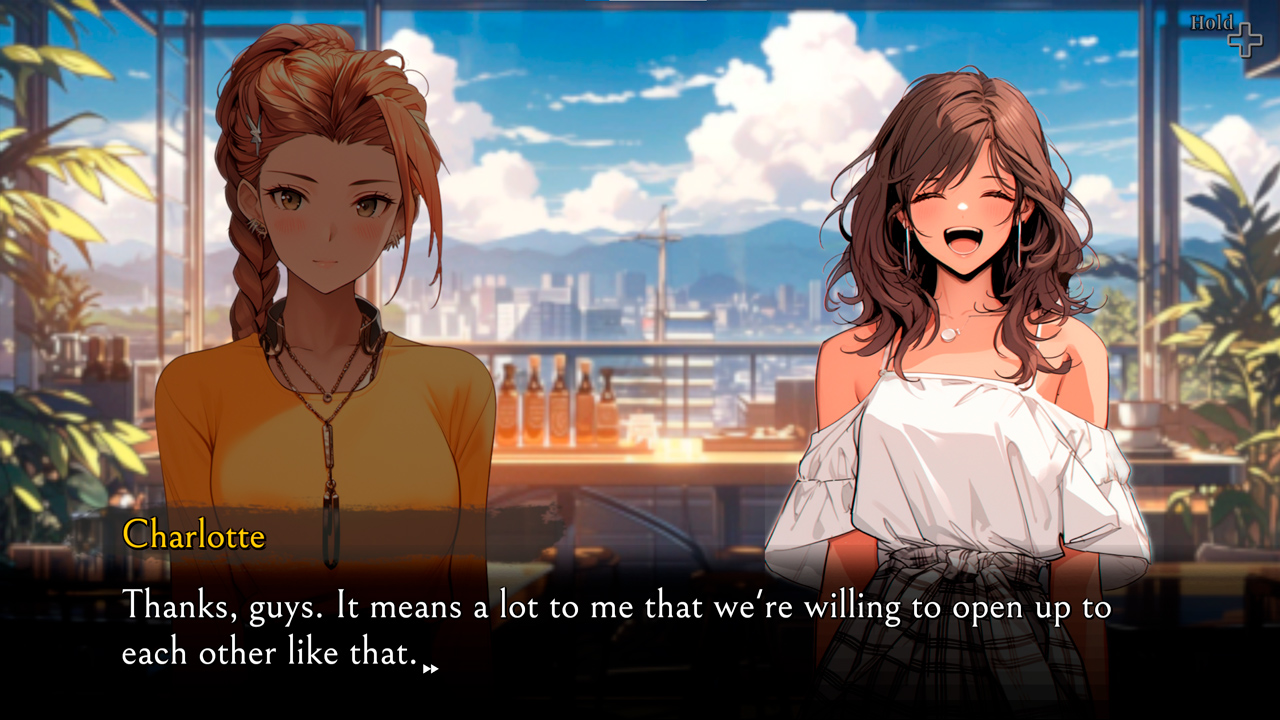 Hold
Charlotte
Thanks, guys. It means a lot to me that we're willing to open up to
each other like that.